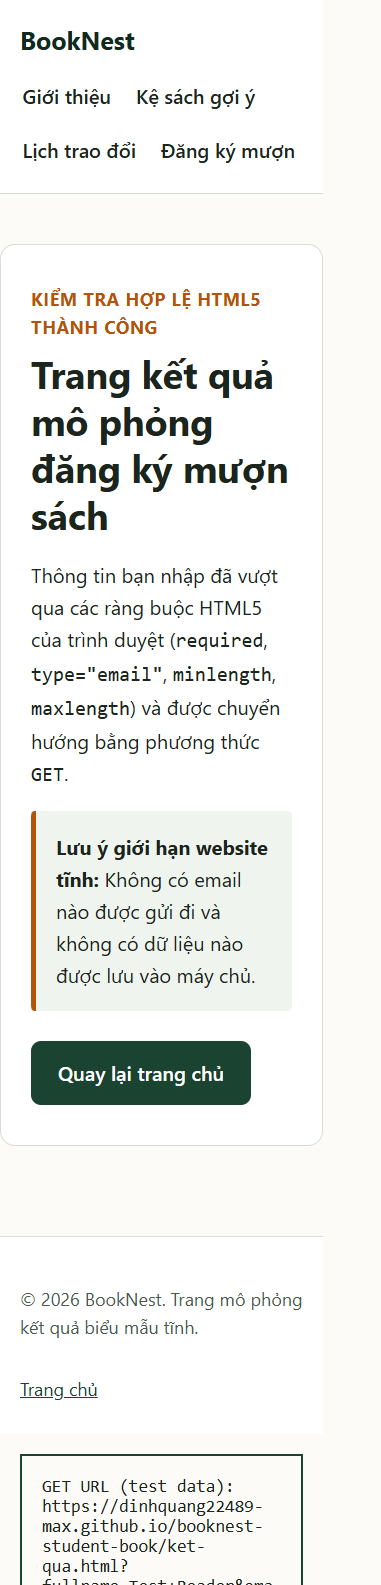 BookNest
Giới thiệu Kệ sách gợi ý
Lịch trao đổi Đăng ký mượn
KIỂM TRA HỢP LỆ HTML5
THÀNH CÔNG
Trang kết quả
mô phỏng
đăng ký mượn
sách
Thông tin bạn nhập đã vượt
qua các ràng buộc HTML5
của trình duyệt (required,
type="email", minlength,
maxlength) và được chuyển
hướng bằng phương thức
GET.
Lưu ý giới hạn website
tĩnh: Không có email
nào được gửi đi và
không có dữ liệu nào
được lưu vào máy chủ.
Quay lại trang chủ
© 2026 BookNest. Trang mô phỏng
kết quả biểu mẫu tĩnh.
Trang chủ
GET URL (test data):
https://dinhquang22489-
max.github.io/booknest-
student-book/ket-
qua.html?
fullname=Test+Reader&ema